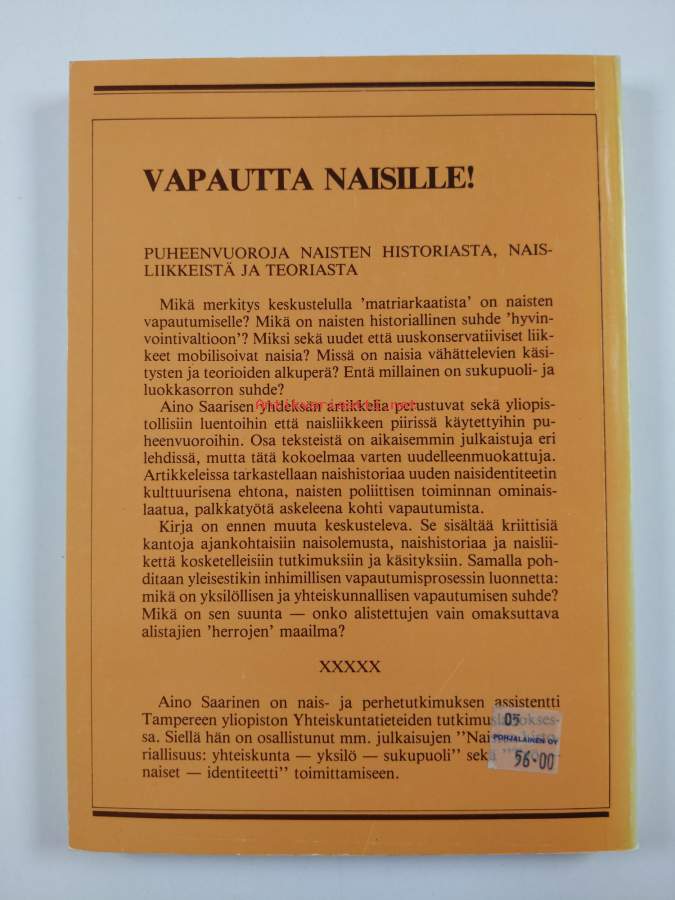 VAPAUTTA NAISILLE!
PUHEENVUOROJA NAISTEN HISTORIASTA, NAIS-
LIIKKEISTÄ JA TEORIASTA
Mikä merkitys keskustelulla 'matriarkaatista' on naisten
vapautumiselle? Mikä on naisten historiallinen suhde 'hyvin-
vointivaltioon'? Miksi sekä uudet että uuskonservatiiviset liik-
keet mobilisoivat naisia? Missä on naisia vähättelevien käsi-
tysten ja teorioiden alkuperä? Entä millainen on sukupuoli- ja
luokkasorron suhde?
Aino Saarisen yhdeksän artikkelia perustuvat sekä yliopis-
tollisiin luentoihin että naisliikkeen piirissä käytettyihin pu-
heenvuoroihin. Osa teksteistä on aikaisemmin julkaistuja eri
lehdissä, mutta tätä kokoelmaa varten uudelleenmuokattuja.
Artikkeleissa tarkastellaan naishistoriaa uuden naisidentiteetin
kulttuurisena ehtona, naisten poliittisen toiminnan ominais-
laatua, palkkatyötä askeleena kohti vapautumista.
Kirja on ennen muuta keskusteleva. Se sisältää kriittisiä
kantoja ajankohtaisiin naisolemusta, naishistoriaa ja naislii-
kettä kosketelleisiin tutkimuksiin ja käsityksiin. Samalla poh-
ditaan yleisestikin inhimillisen vapautumisprosessin luonnetta:
mikä on yksilöllisen ja yhteiskunnallisen vapautumisen suhde?
Mikä on sen suunta — onko alistettujen vain omaksuttava
alistajien 'herrojen' maailma?
XXXXX
Aino Saarinen on nais- ja perhetutkimuksen assistentti
Tampereen yliopiston Yhteiskuntatieteiden tutkimuslaitokses-
sa. Siellä hän on osallistunut mm. julkaisujen "Naisen histo-
riallisuus: yhteiskunta — yksilö — sukupuoli" sekä
naiset — identiteetti" toimittamiseen.
05
POHJALAINEN OY
56-00